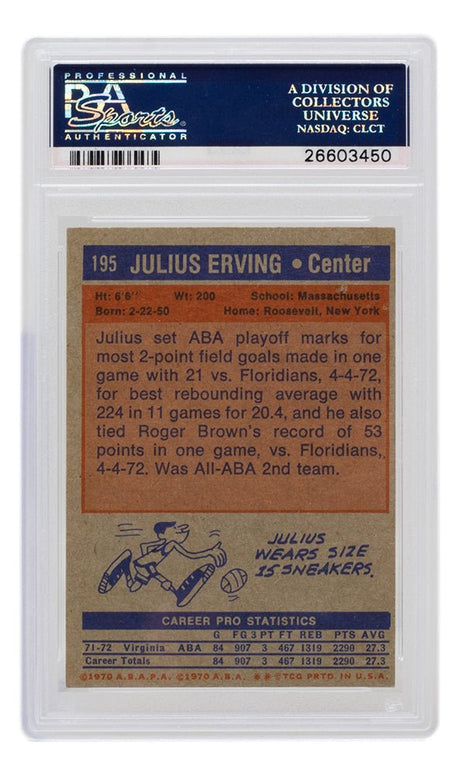 PROFESSIONAL
PSA
Sports
AUTHENTICATOR
A DIVISION OF
COLLECTORS
UNIVERSE
NASDAQ: CLCT
26603450
195 JULIUS ERVING • Center
Ht: 6'6" Wt: 200 School: Massachusetts
Born: 2-22-50 Home: Roosevelt, New York
Julius set ABA playoff marks for
most 2-point field goals made in one
game with 21 vs. Floridians, 4-4-72,
for best rebounding average with
224 in 11 games for 20.4, and he also
tied Roger Brown's record of 53
points in one game, vs. Floridians,
4-4-72. Was All-ABA 2nd team.
JULIUS
WEARS SIZE
15 SNEAKERS.
CAREER PRO STATISTICS
G FG 3PT FT REB PTS AVG
71-72 Virginia ABA 84 907 3 467 1319 2290 27.3
Career Totals 84 907 3 467 1319 2290 27.3
©1970 A.B.A.P.A. ©1970 A.B.A. ✱✱©TCG PRTD. IN U.S.A.